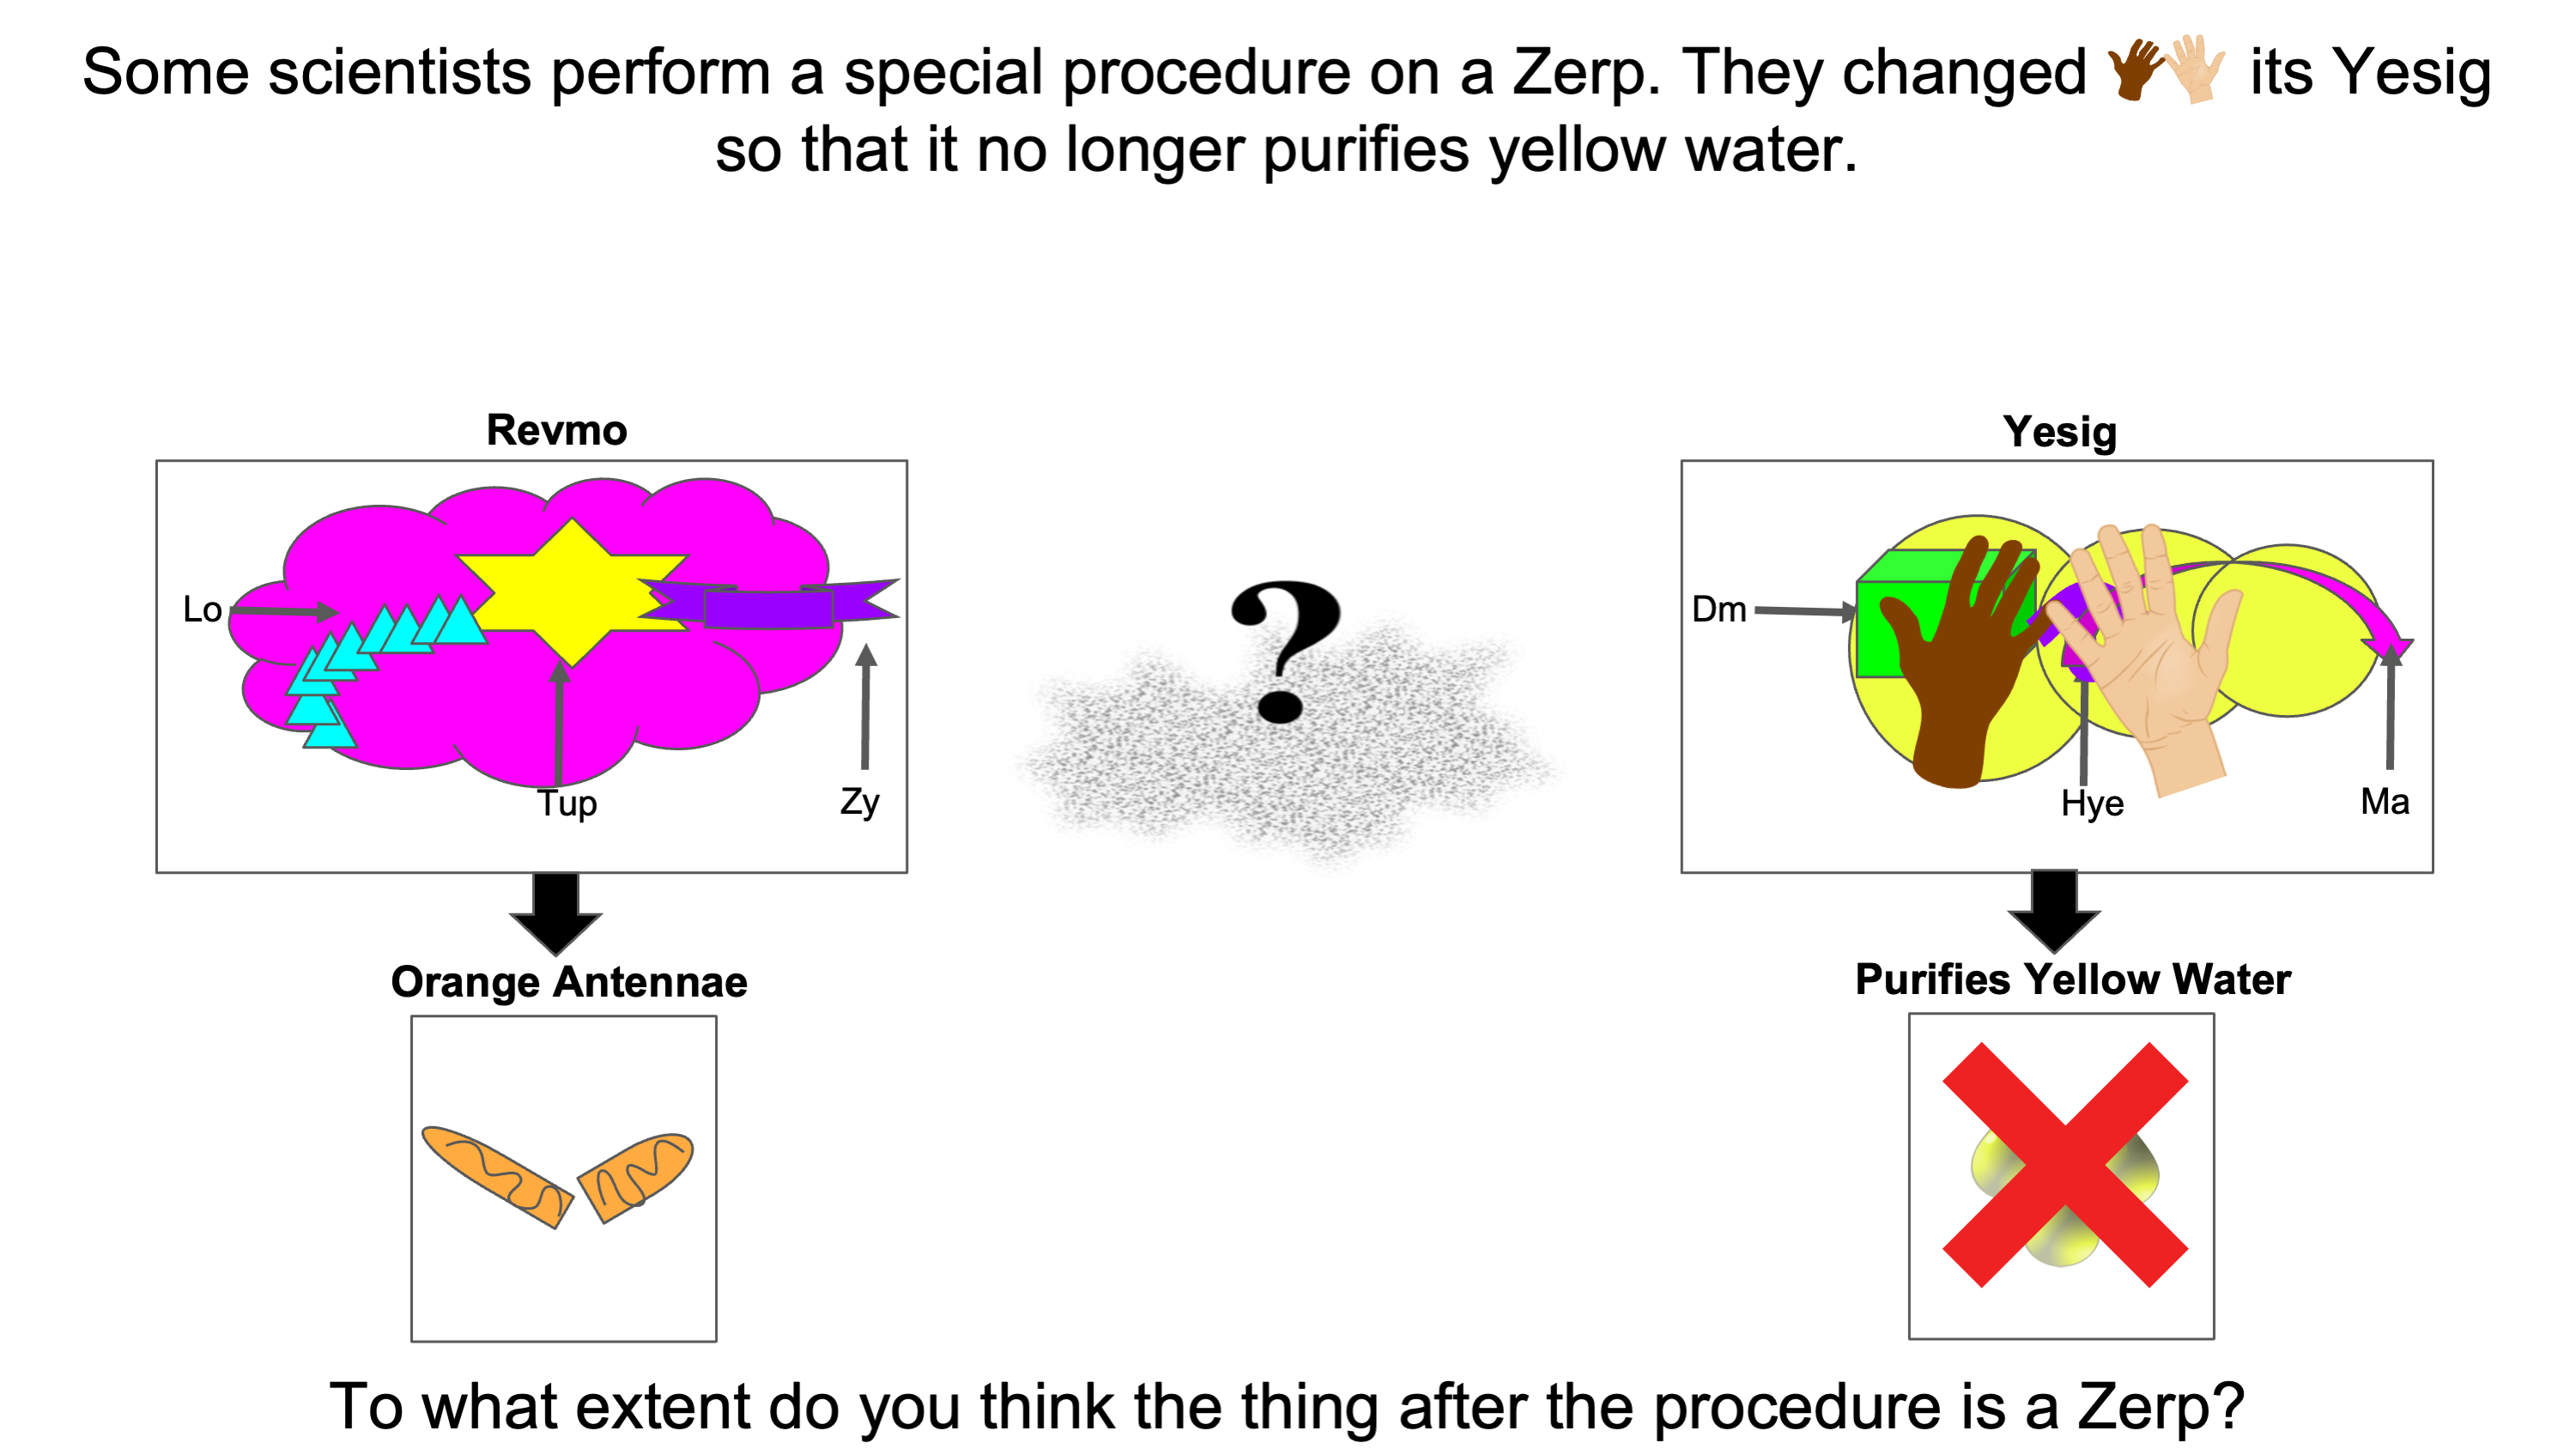 Some scientists perform a special procedure on a Zerp. They changed its Yesig
so that it no longer purifies yellow water.
Revmo
Yesig
Lo
Tup
Zy
Dm
Hye
Ma
Orange Antennae
Purifies Yellow Water
?
To what extent do you think the thing after the procedure is a Zerp?